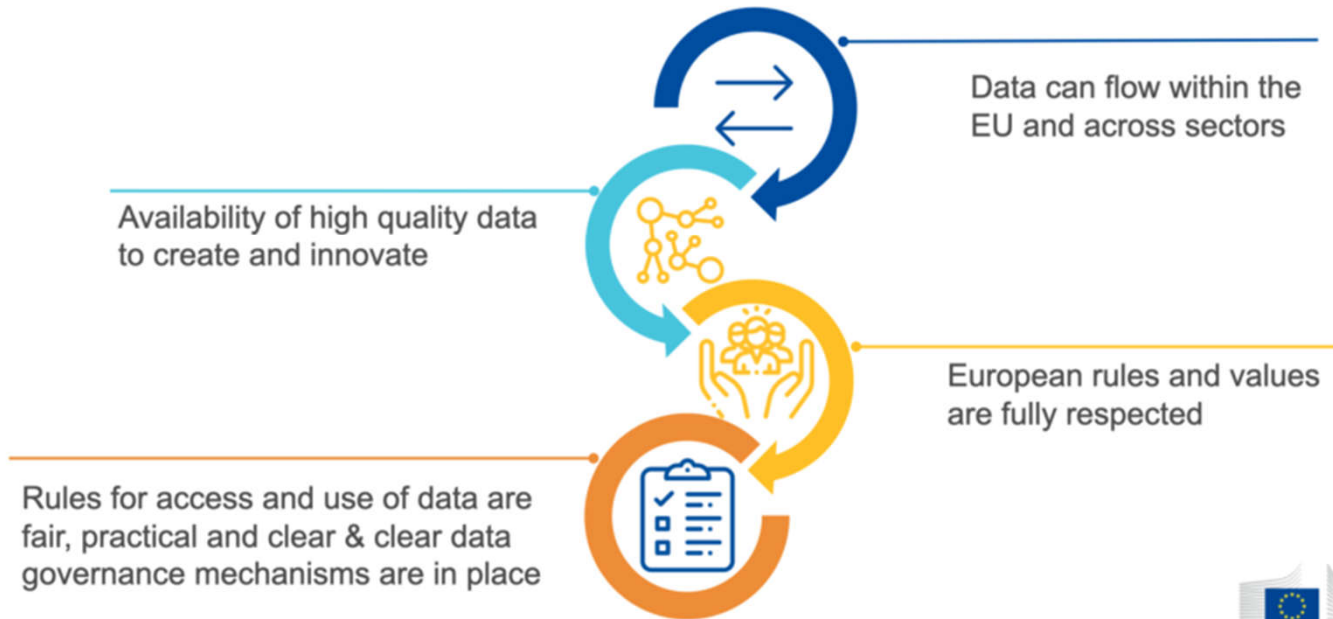 Data can flow within the
EU and across sectors
Availability of high quality data
to create and innovate
European rules and values
are fully respected
Rules for access and use of data are
fair, practical and clear & clear data
governance mechanisms are in place